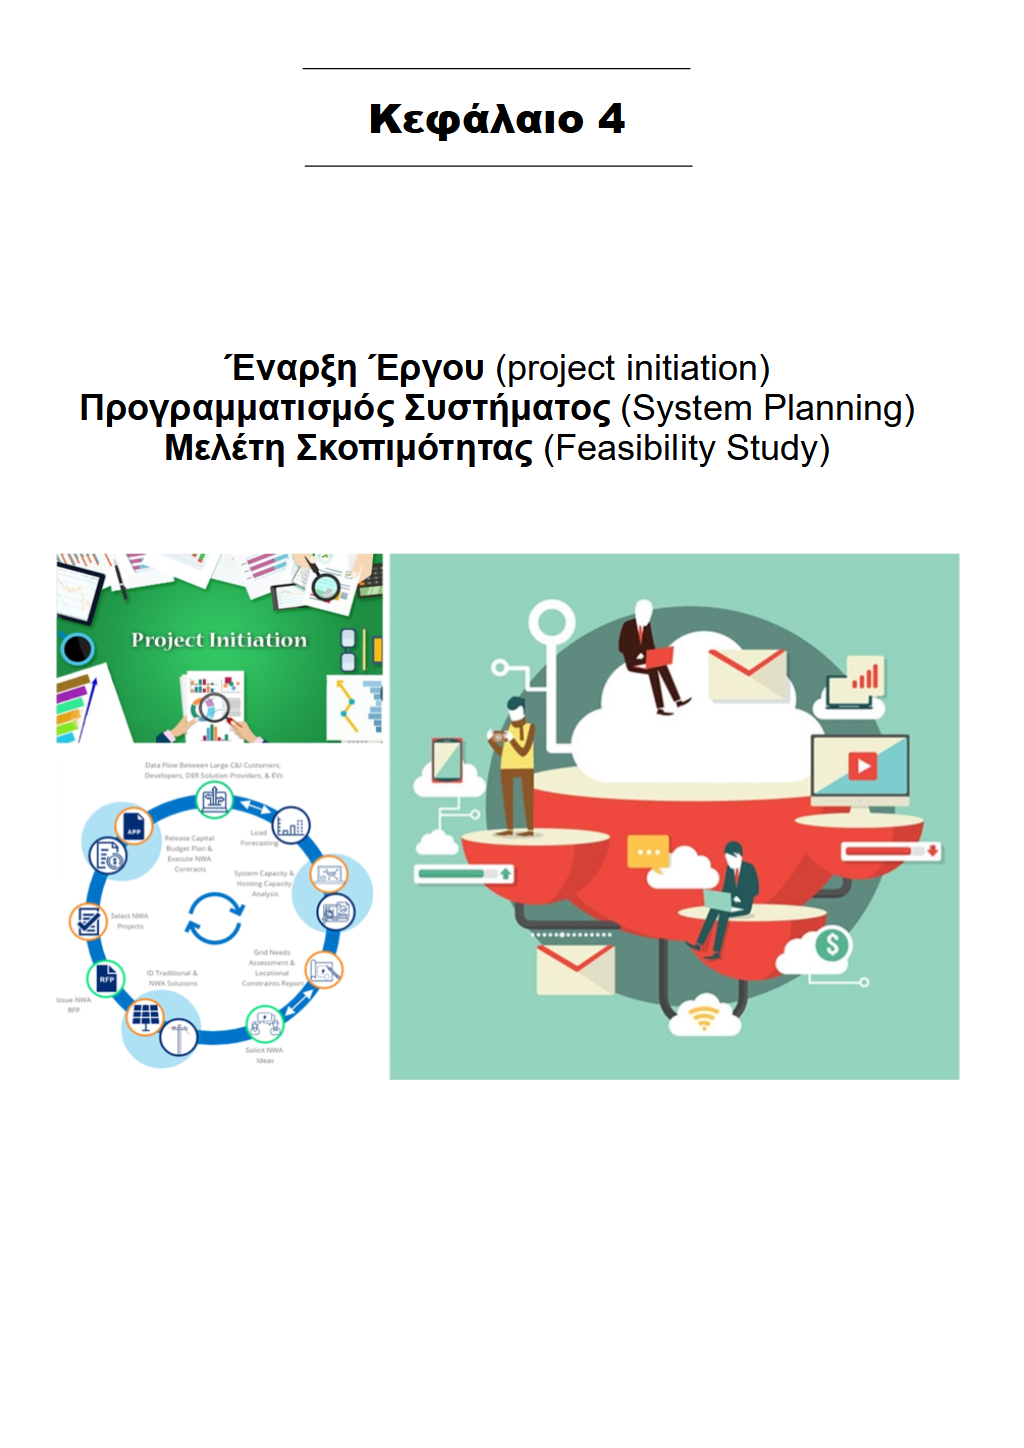 Κεφάλαιο 4
Έναρξη Έργου (project initiation)
Προγραμματισμός Συστήματος (System Planning)
Μελέτη Σκοπιμότητας (Feasibility Study)
Project Initiation
Data Flow Between Large C&I Customers,
Developers, DER Solution Providers, & EVs
APP
Release Capital
Budget Plan &
Execute NWA
Contracts
Load
Forecasting
System Capacity &
Hosting Capacity
Analysis
Select NWA
Projects
Grid Needs
Assessment &
Locational
Constraints Report
ID Traditional &
NWA Solutions
RFP
Issue NWA
RFP
Solicit NWA
Ideas
$